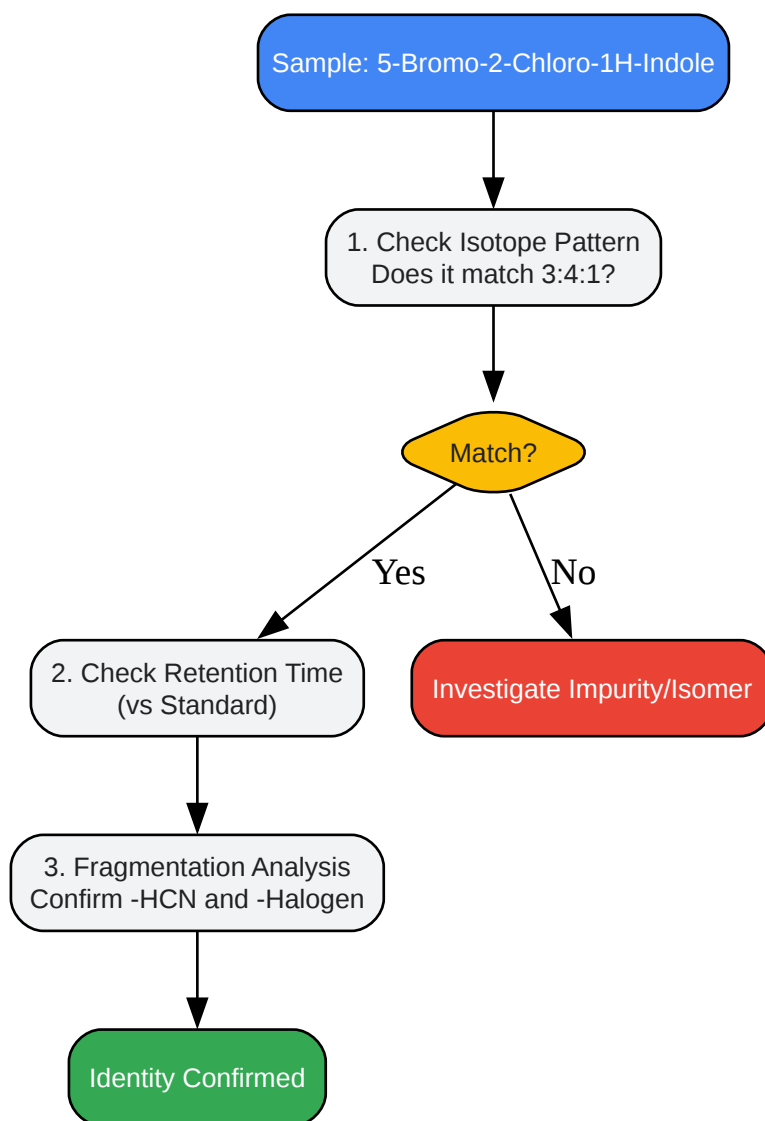 Sample: 5-Bromo-2-Chloro-1H-Indole
1. Check Isotope Pattern
Does it match 3:4:1?
Match?
Yes
No
2. Check Retention Time
(vs Standard)
Investigate Impurity/Isomer
3. Fragmentation Analysis
Confirm -HCN and -Halogen
Identity Confirmed